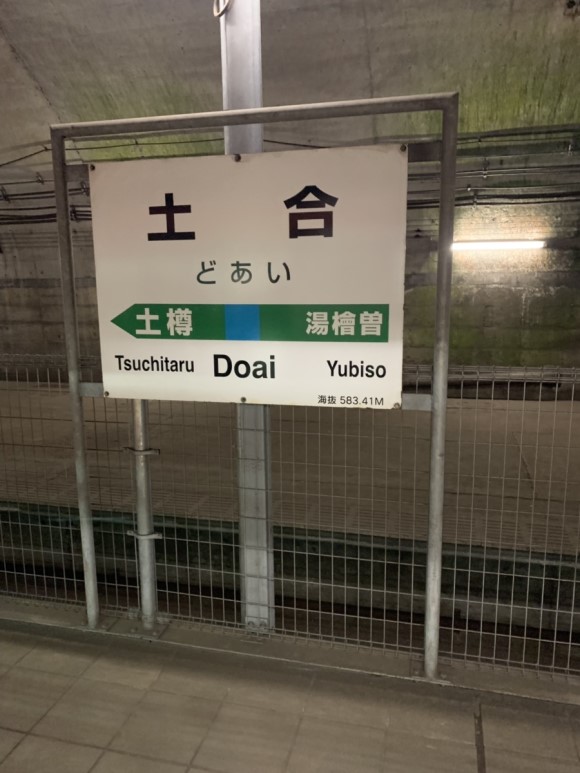 土合
どあい
土樽 湯檜曽
Tsuchitaru Doai Yubiso
海抜 583.41M